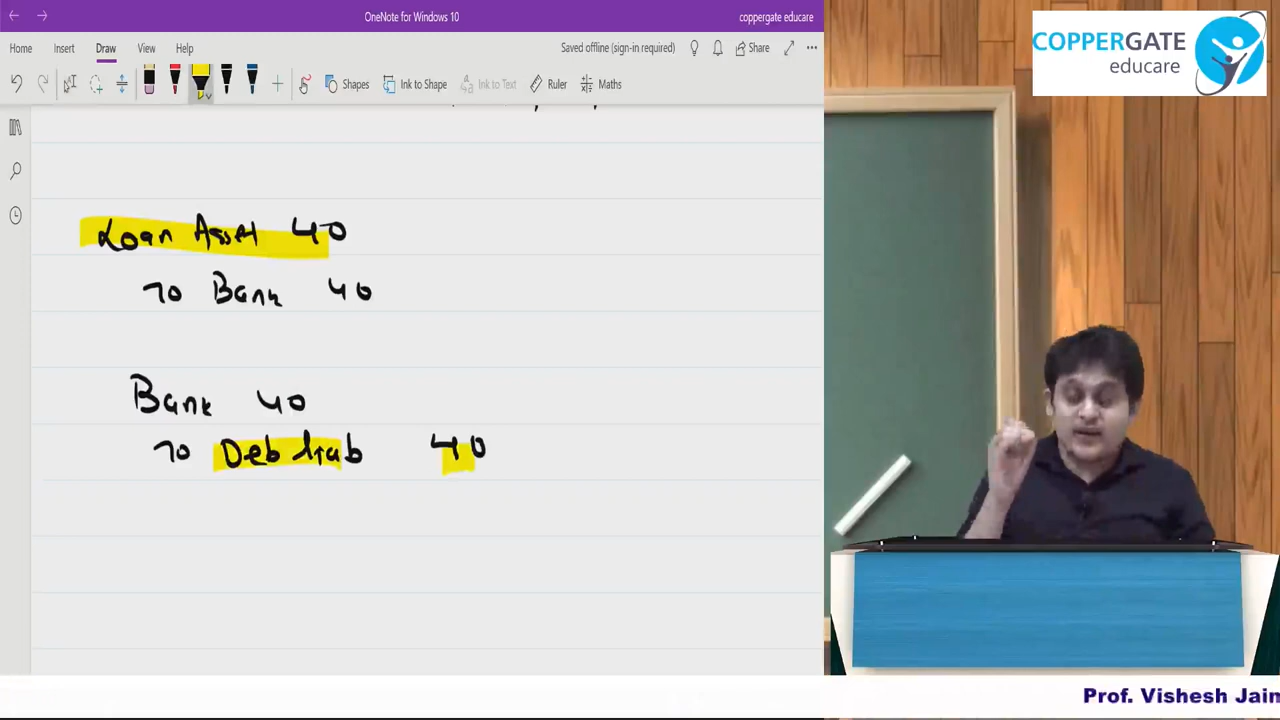 OneNote for Windows 10
coppergate educare
Home Insert Draw View Help
Saved offline (sign-in required)
Share
Shapes
Ink to Shape
Ink to Text
Ruler
Maths
COPPERGATE
educare
Loan Asset 40
To Bank 40
Bank 40
To Deb liab 40
Prof. Vishesh Jain